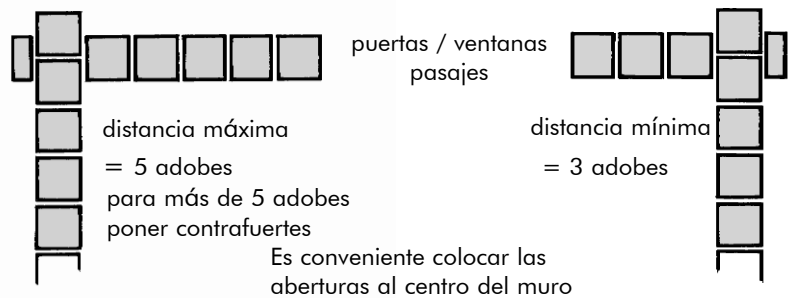 puertas / ventanas
pasajes
distancia máxima
= 5 adobes
para más de 5 adobes
poner contrafuertes
distancia mínima
= 3 adobes
Es conveniente colocar las
aberturas al centro del muro